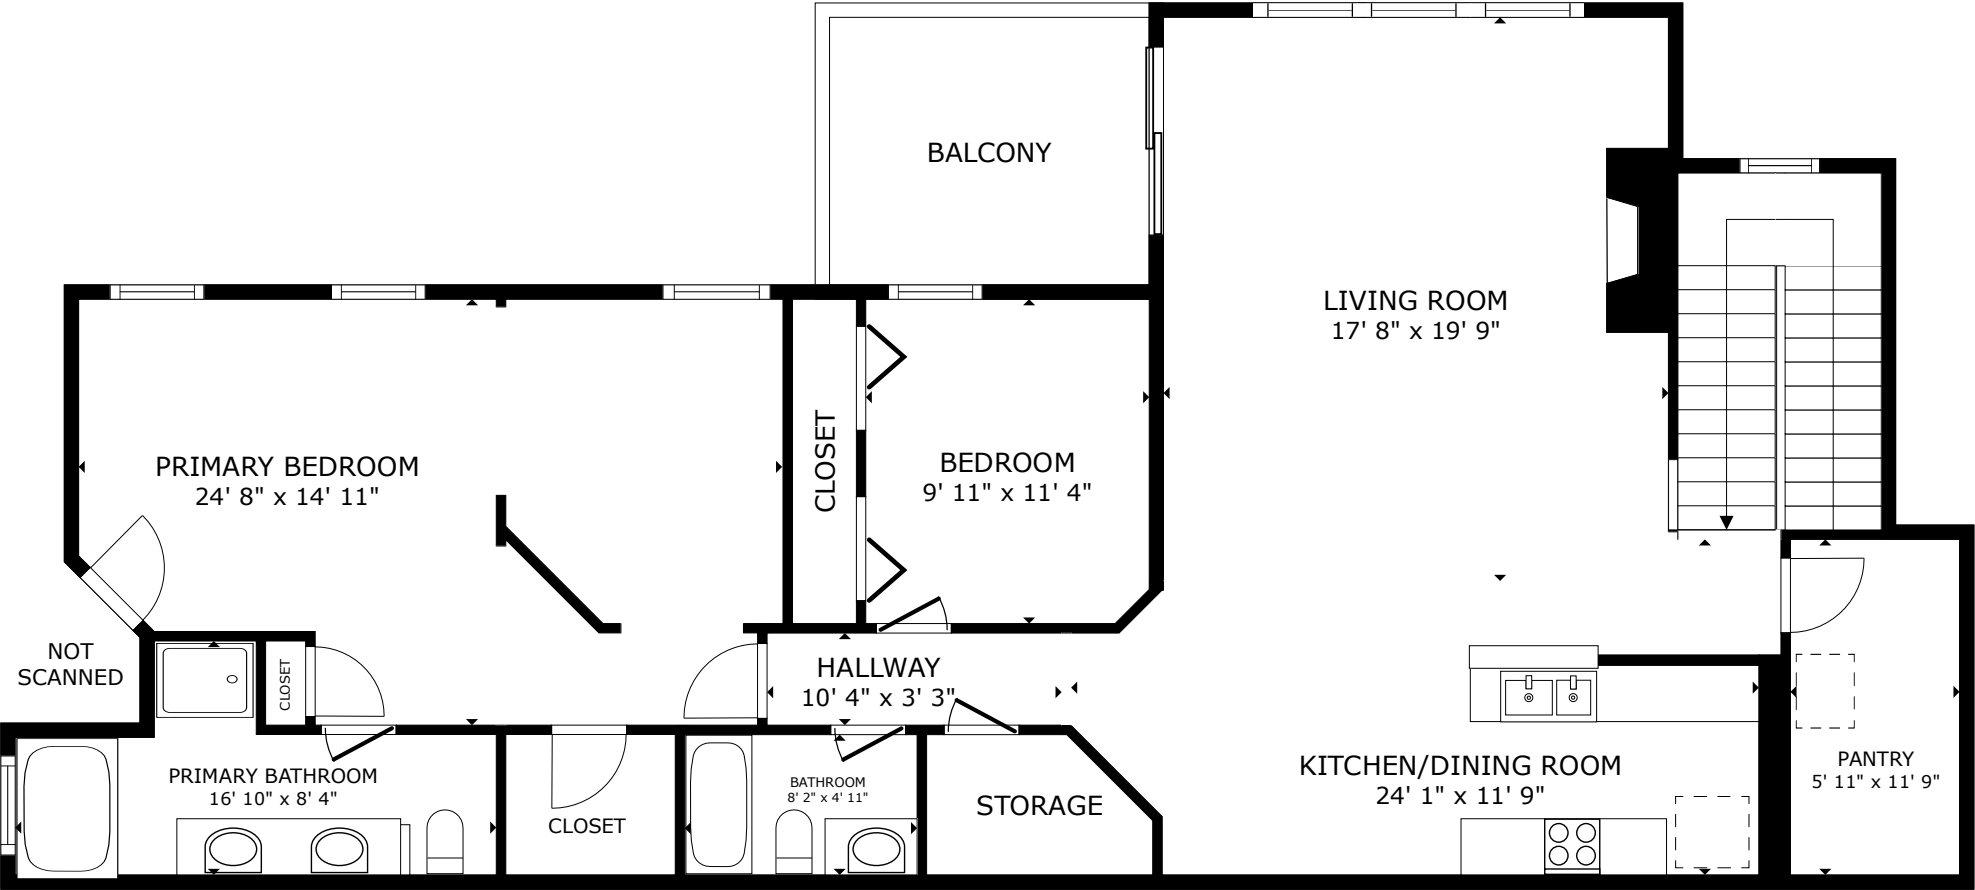 BALCONY
LIVING ROOM
17' 8" x 19' 9"
PRIMARY BEDROOM
24' 8" x 14' 11"
CLOSET
BEDROOM
9' 11" x 11' 4"
NOT
SCANNED
CLOSET
HALLWAY
10' 4" x 3' 3"
PRIMARY BATHROOM
16' 10" x 8' 4"
CLOSET
BATHROOM
8' 2" x 4' 11"
STORAGE
KITCHEN/DINING ROOM
24' 1" x 11' 9"
PANTRY
5' 11" x 11' 9"